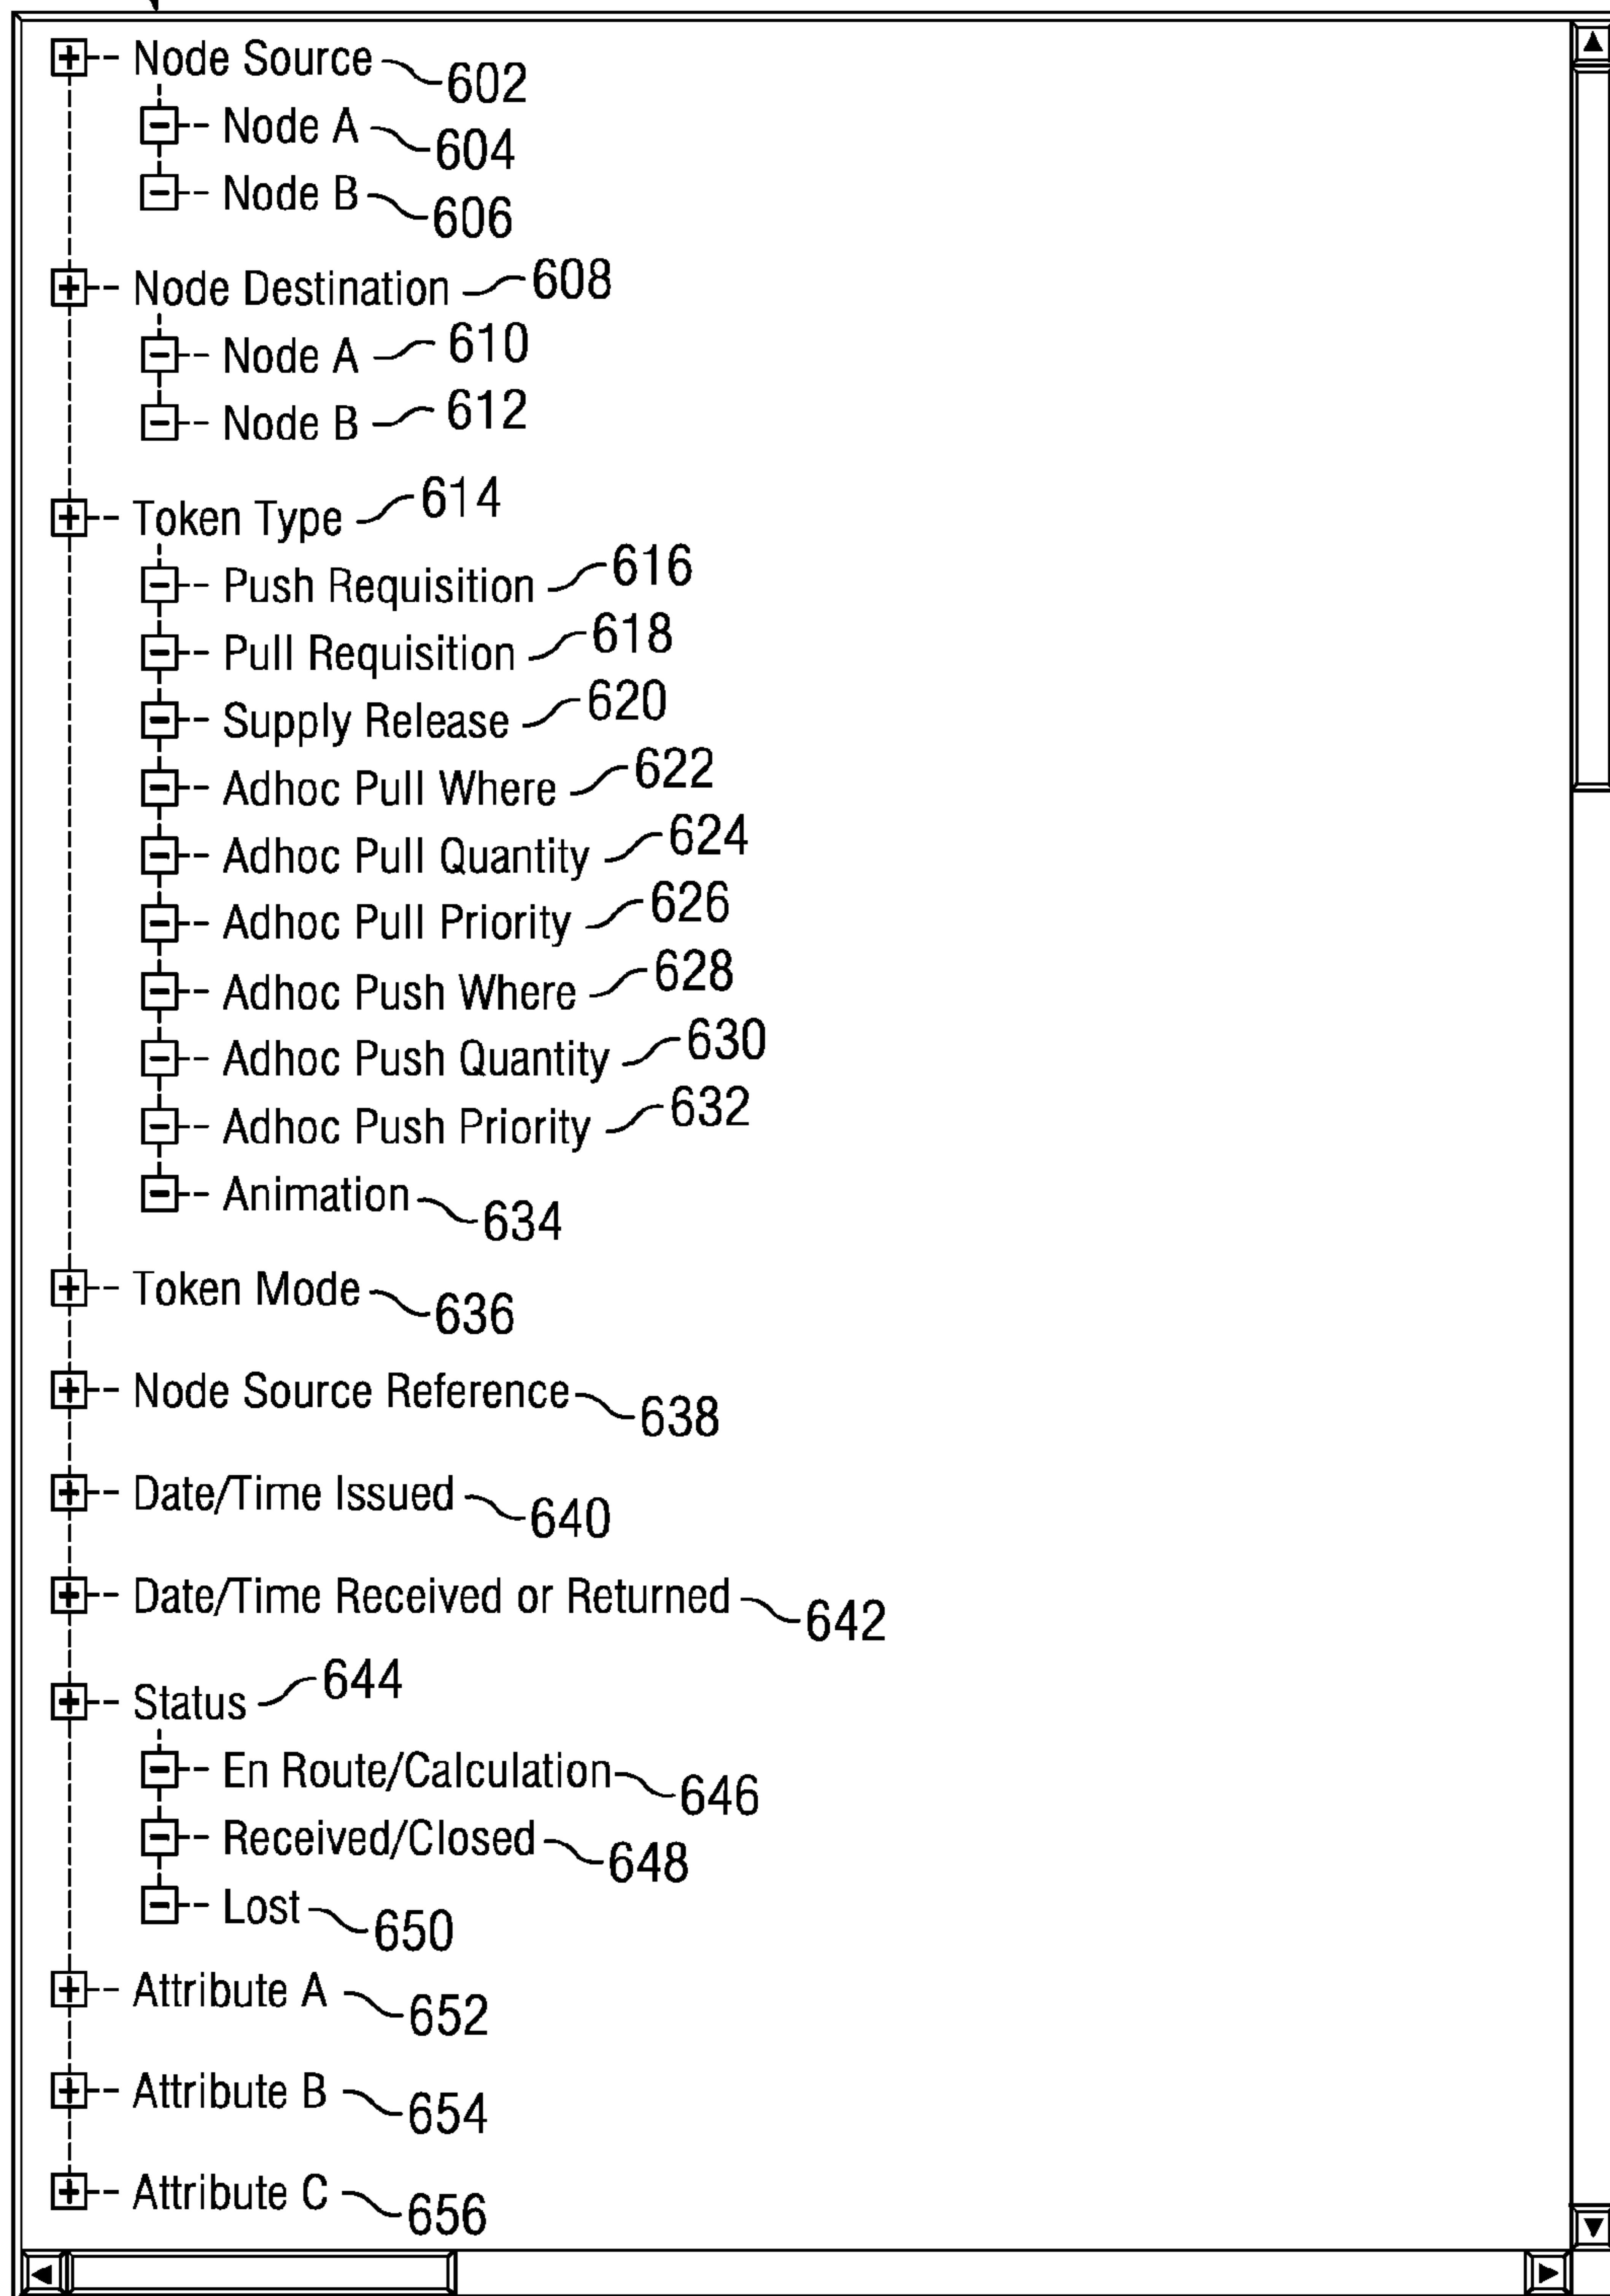 Node Source 602
Node A 604
Node B 606
Node Destination 608
Node A 610
Node B 612
Token Type 614
Push Requisition 616
Pull Requisition 618
Supply Release 620
Adhoc Pull Where 622
Adhoc Pull Quantity 624
Adhoc Pull Priority 626
Adhoc Push Where 628
Adhoc Push Quantity 630
Adhoc Push Priority 632
Animation 634
Token Mode 636
Node Source Reference 638
Date/Time Issued 640
Date/Time Received or Returned 642
Status 644
En Route/Calculation 646
Received/Closed 648
Lost 650
Attribute A 652
Attribute B 654
Attribute C 656